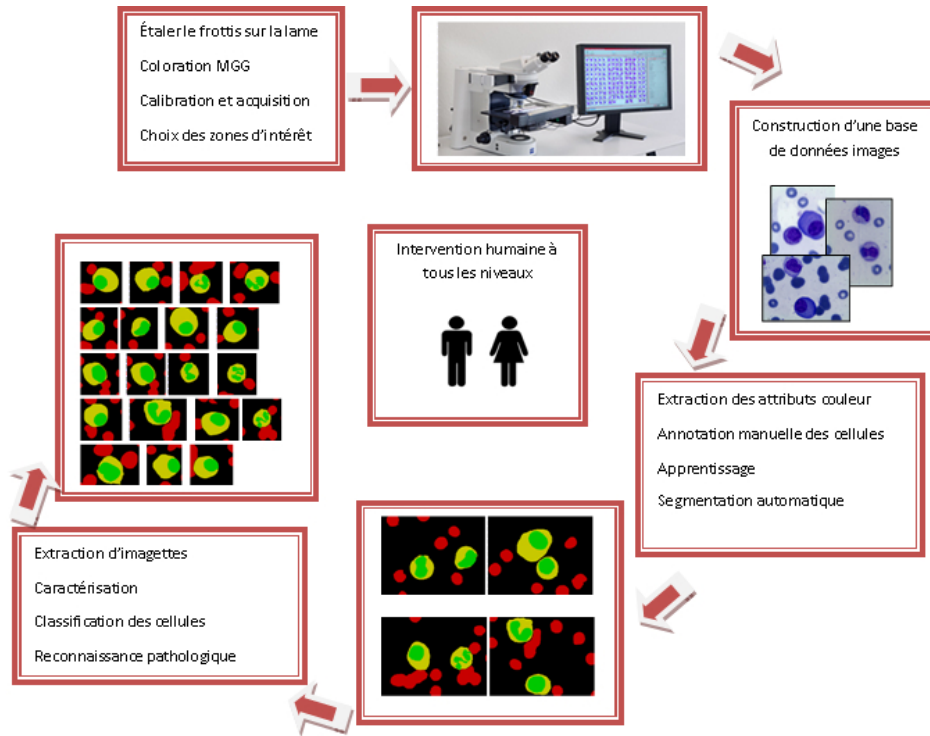 Étaler le frottis sur la lame
Coloration MGG
Calibration et acquisition
Choix des zones d'intérêt
Construction d'une base
de données images
Intervention humaine à
tous les niveaux
Extraction des attributs couleur
Annotation manuelle des cellules
Apprentissage
Segmentation automatique
Extraction d'imagettes
Caractérisation
Classification des cellules
Reconnaissance pathologique